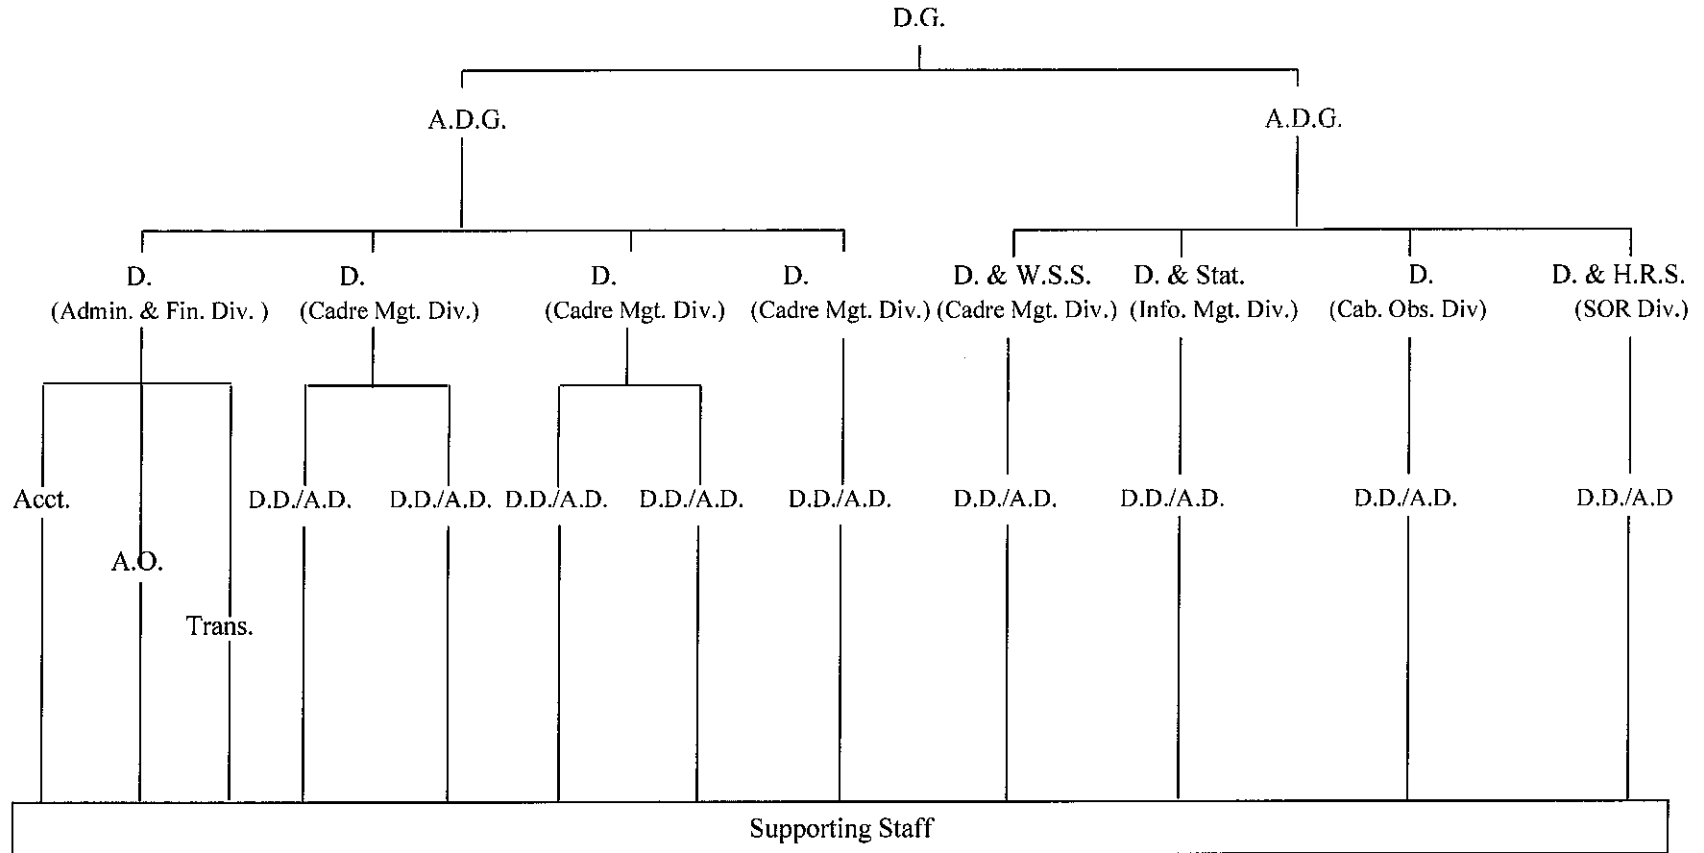 D.G.
A.D.G. A.D.G.
D. D. D. D. D. & W.S.S. D. & Stat. D. D. & H.R.S.
(Admin. & Fin. Div. ) (Cadre Mgt. Div.) (Cadre Mgt. Div.) (Cadre Mgt. Div.) (Cadre Mgt. Div.) (Info. Mgt. Div.) (Cab. Obs. Div) (SOR Div.)
Acct. D.D./A.D. D.D./A.D. D.D./A.D. D.D./A.D. D.D./A.D. D.D./A.D. D.D./A.D. D.D./A.D. D.D./A.D
A.O.
Trans.
Supporting Staff